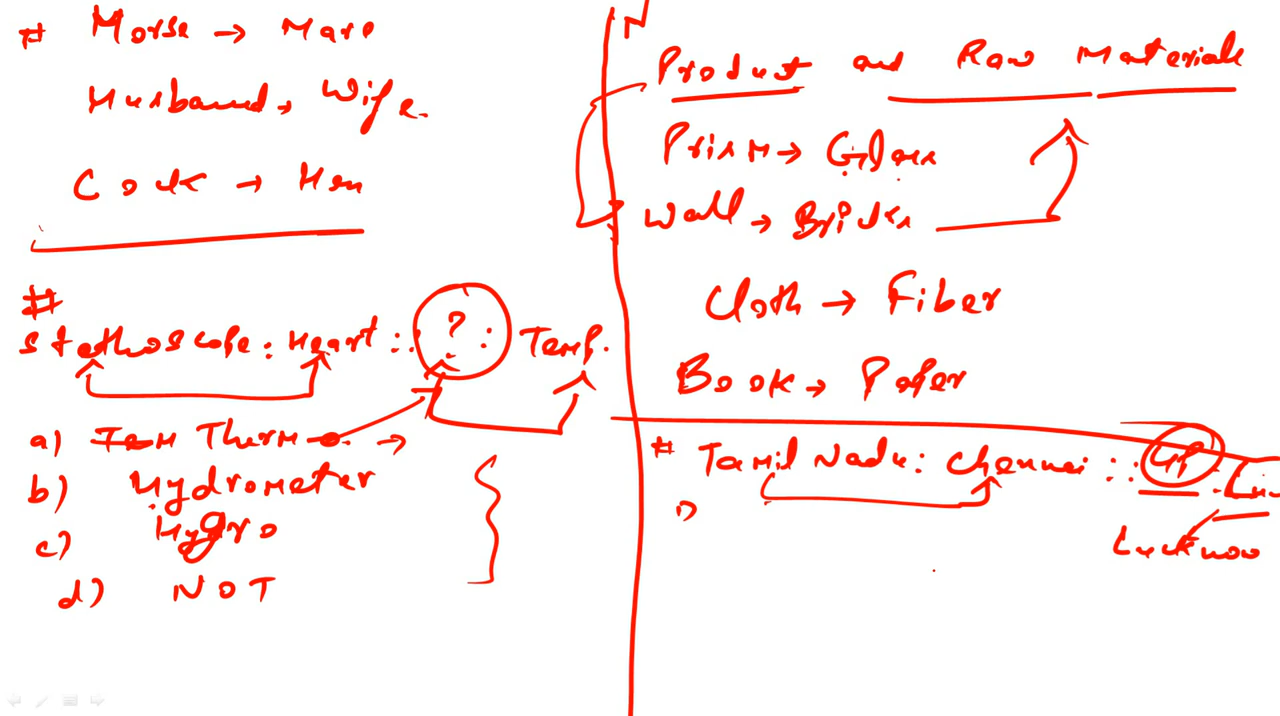 # Horse → Mare
Husband → Wife.
Cock → Hen
#
Stethoscope : Heart :: ? : Temp.
a) Thermo. →
b) Hydrometer
c) Hygro
d) NOT
Product and Raw Materials
Prism → Glass
Wall → Bricks
Cloth → Fiber
Book → Paper
# Tamil Nadu : Chennai :: UP :
Lucknow